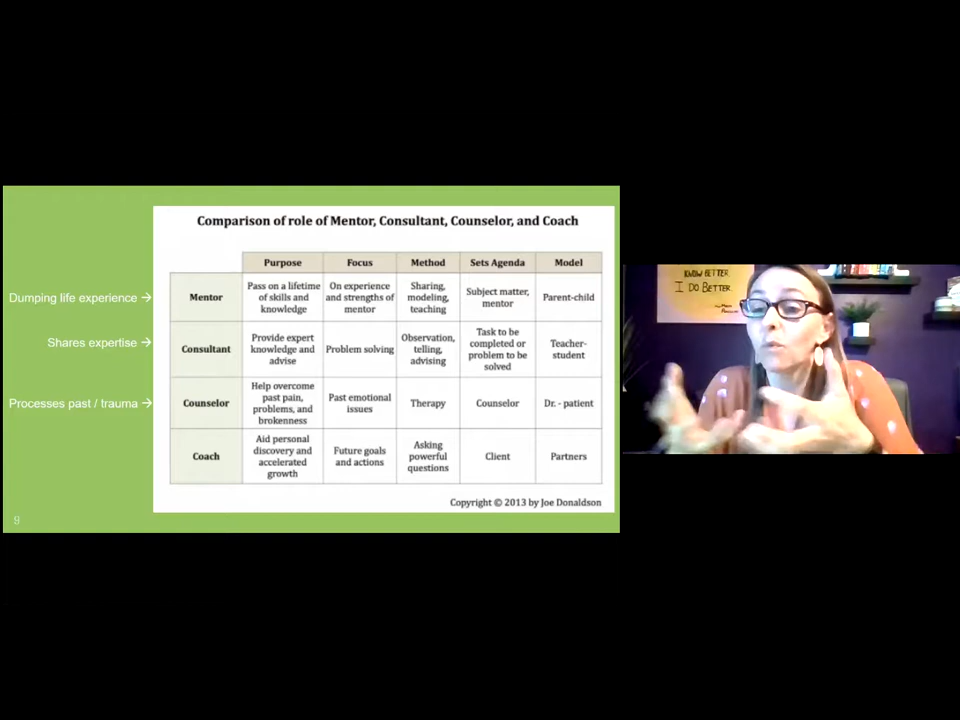 Comparison of role of Mentor, Consultant, Counselor, and Coach
Purpose Focus Method Sets Agenda Model
Dumping life experience →
Mentor
Pass on a lifetime
of skills and
knowledge
On experience
and strengths of
mentor
Sharing,
modeling,
teaching
Subject matter,
mentor
Parent-child
Shares expertise →
Consultant
Provide expert
knowledge and
advise
Problem solving
Observation,
telling,
advising
Task to be
completed or
problem to be
solved
Teacher-
student
Processes past / trauma →
Counselor
Help overcome
past pain,
problems, and
brokenness
Past emotional
issues
Therapy
Counselor
Dr. - patient
Coach
Aid personal
discovery and
accelerated
growth
Future goals
and actions
Asking
powerful
questions
Client
Partners
Copyright © 2013 by Joe Donaldson
9
KNOW BETTER
I DO BETTER.